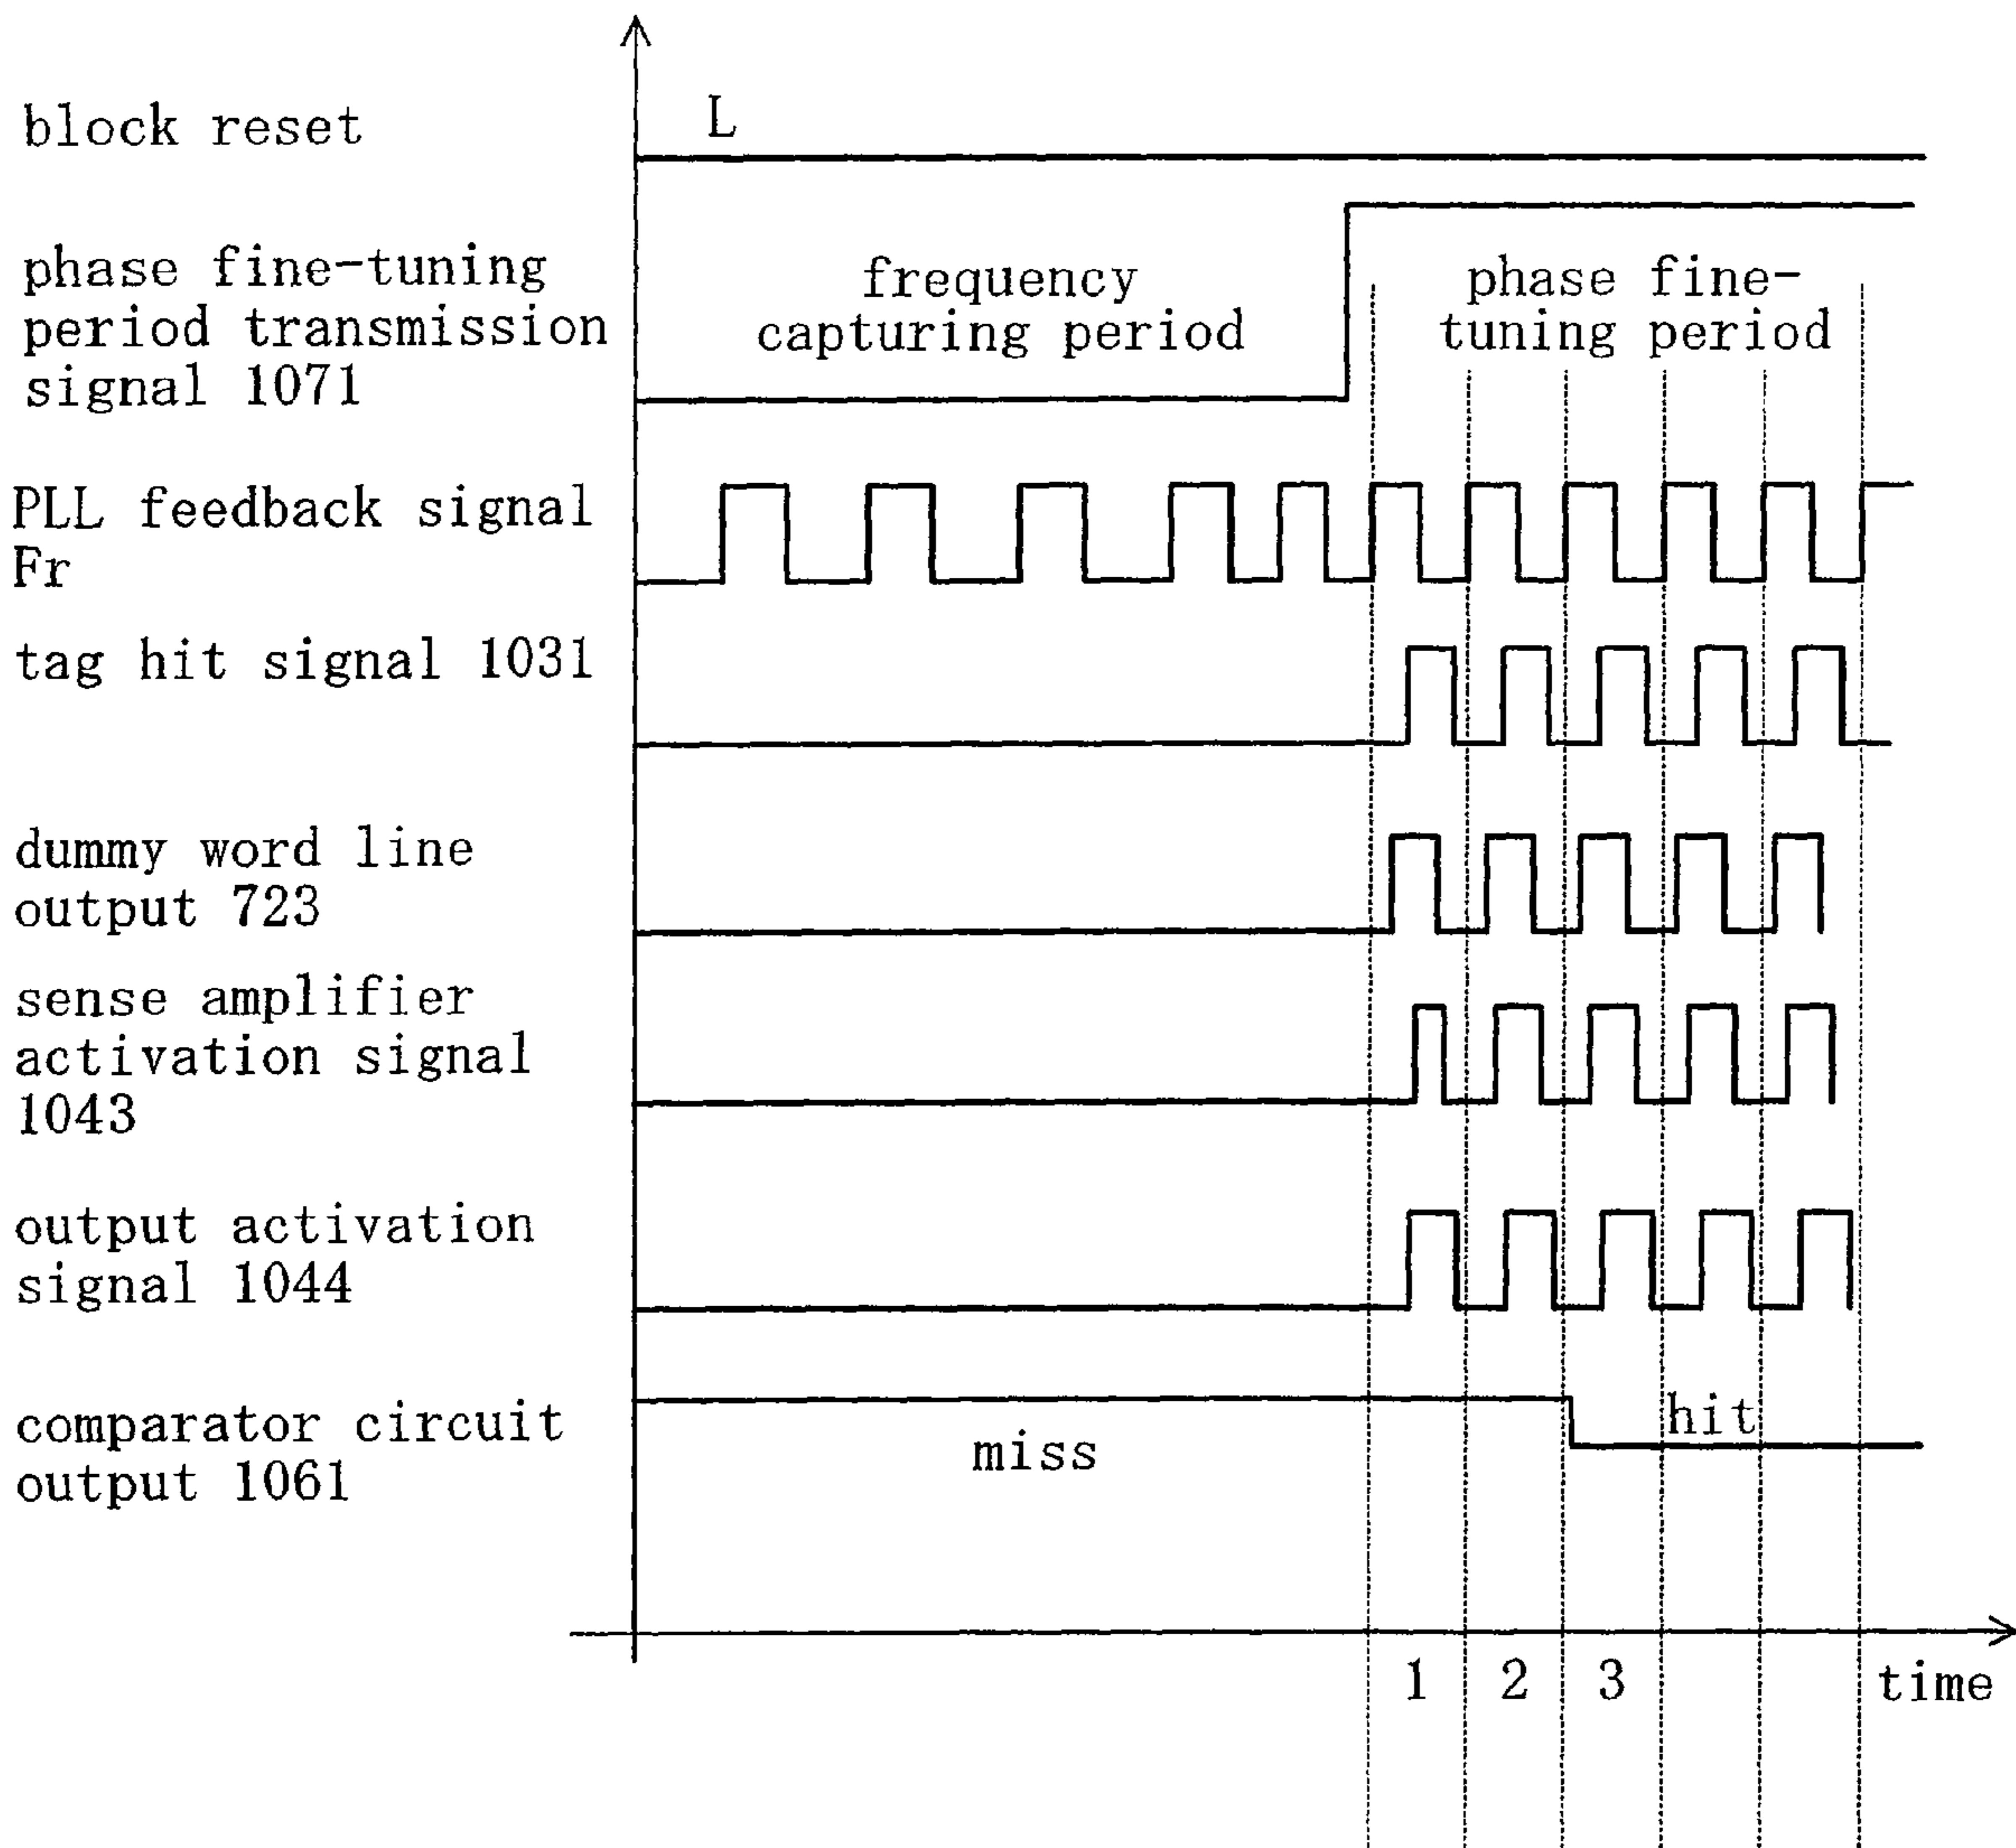 block reset
L
phase fine-tuning
period transmission
signal 1071
frequency
capturing period
phase fine-
tuning period
PLL feedback signal
Fr
tag hit signal 1031
dummy word line
output 723
sense amplifier
activation signal
1043
output activation
signal 1044
comparator circuit
output 1061
miss
hit
1 2 3 time